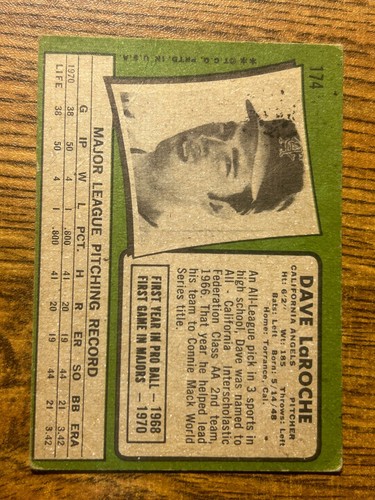 174
DAVE LaROCHE
CALIFORNIA ANGELS PITCHER
Ht: 6'2" Wt: 185 Throws: Left
Bats: Left Born: 5/14/48
Home: Torrance, Cal.
An All-League pick in 3 sports in
high school, Dave was named to
All - California Interscholastic
Federation Class AA 2nd team.
1966 That year he helped lead
his team to Connie Mack World
Series title.
FIRST YEAR IN PRO BALL - 1968
FIRST GAME IN MAJORS - 1970
MAJOR LEAGUE PITCHING RECORD
G IP W L PCT. H R ER SO BB ERA
1970 38 50 4 1 .800 41 20 19 44 21 3.42
LIFE 38 50 4 1 .800 41 20 19 44 21 3.42
**©T.C.G. PRTD. IN U.S.A.